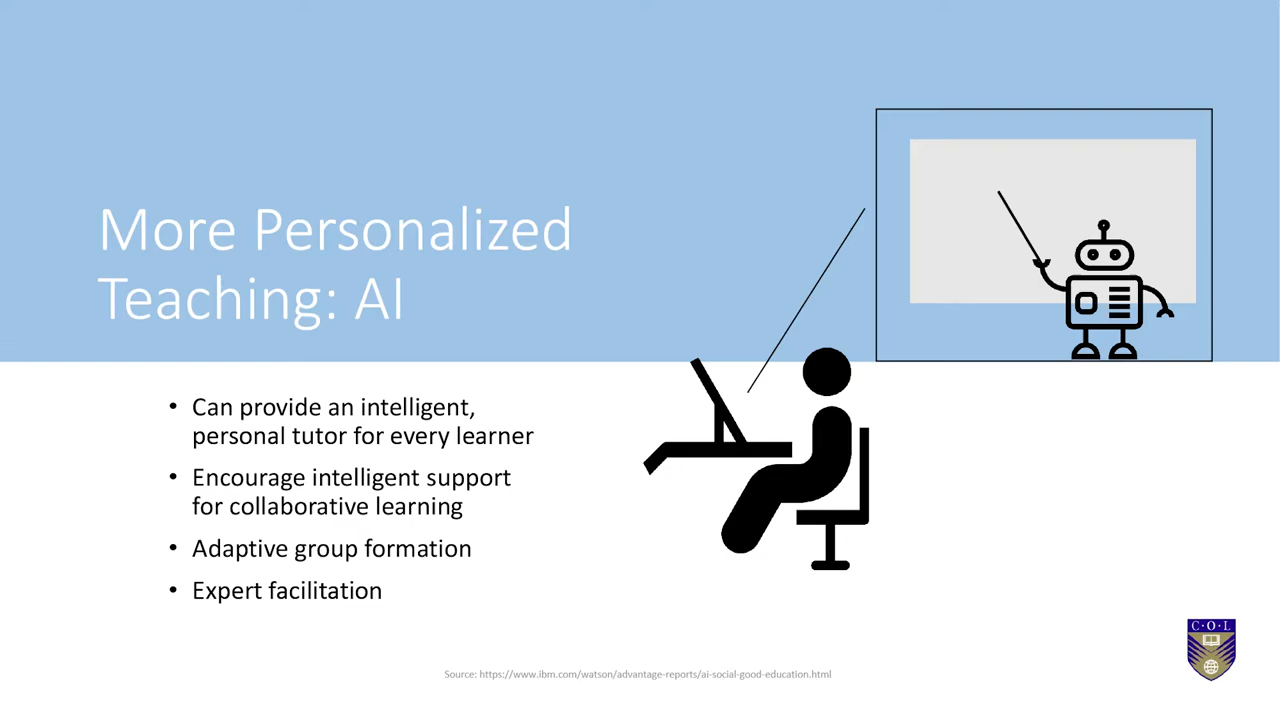 More Personalized
Teaching: AI
• Can provide an intelligent,
personal tutor for every learner
• Encourage intelligent support
for collaborative learning
• Adaptive group formation
• Expert facilitation
C·O·L
Source: https://www.ibm.com/watson/advantage-reports/ai-social-good-education.html